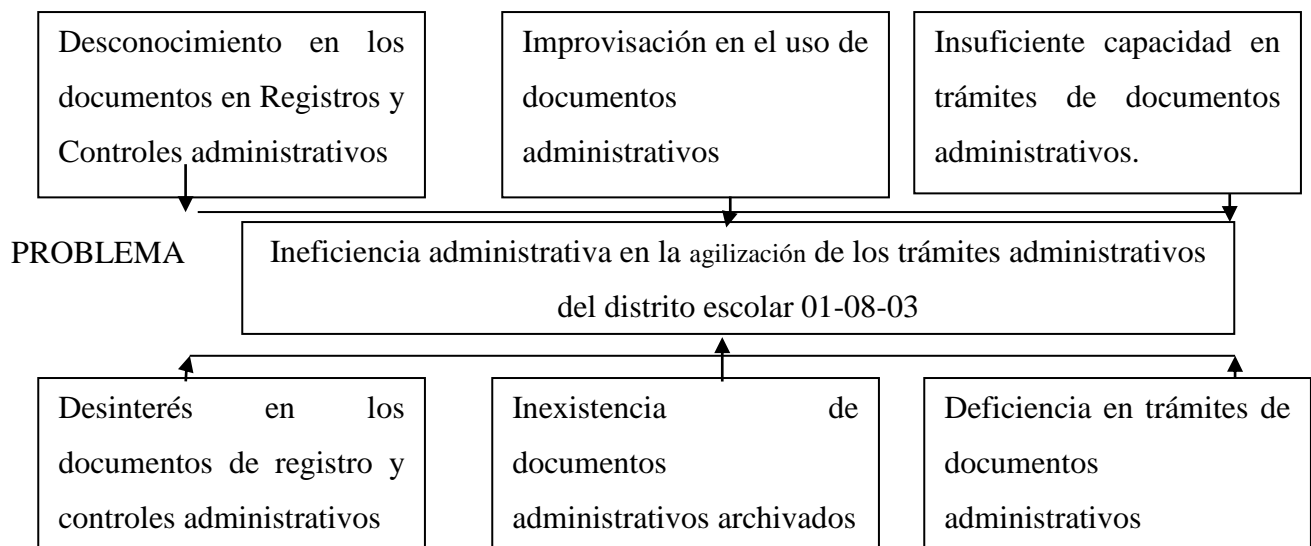 Desconocimiento en los
documentos en Registros y
Controles administrativos
Improvisación en el uso de
documentos
administrativos
Insuficiente capacidad en
trámites de documentos
administrativos.
PROBLEMA
Ineficiencia administrativa en la agilización de los trámites administrativos
del distrito escolar 01-08-03
Desinterés en los
documentos de registro y
controles administrativos
Inexistencia de
documentos
administrativos archivados
Deficiencia en trámites de
documentos
administrativos